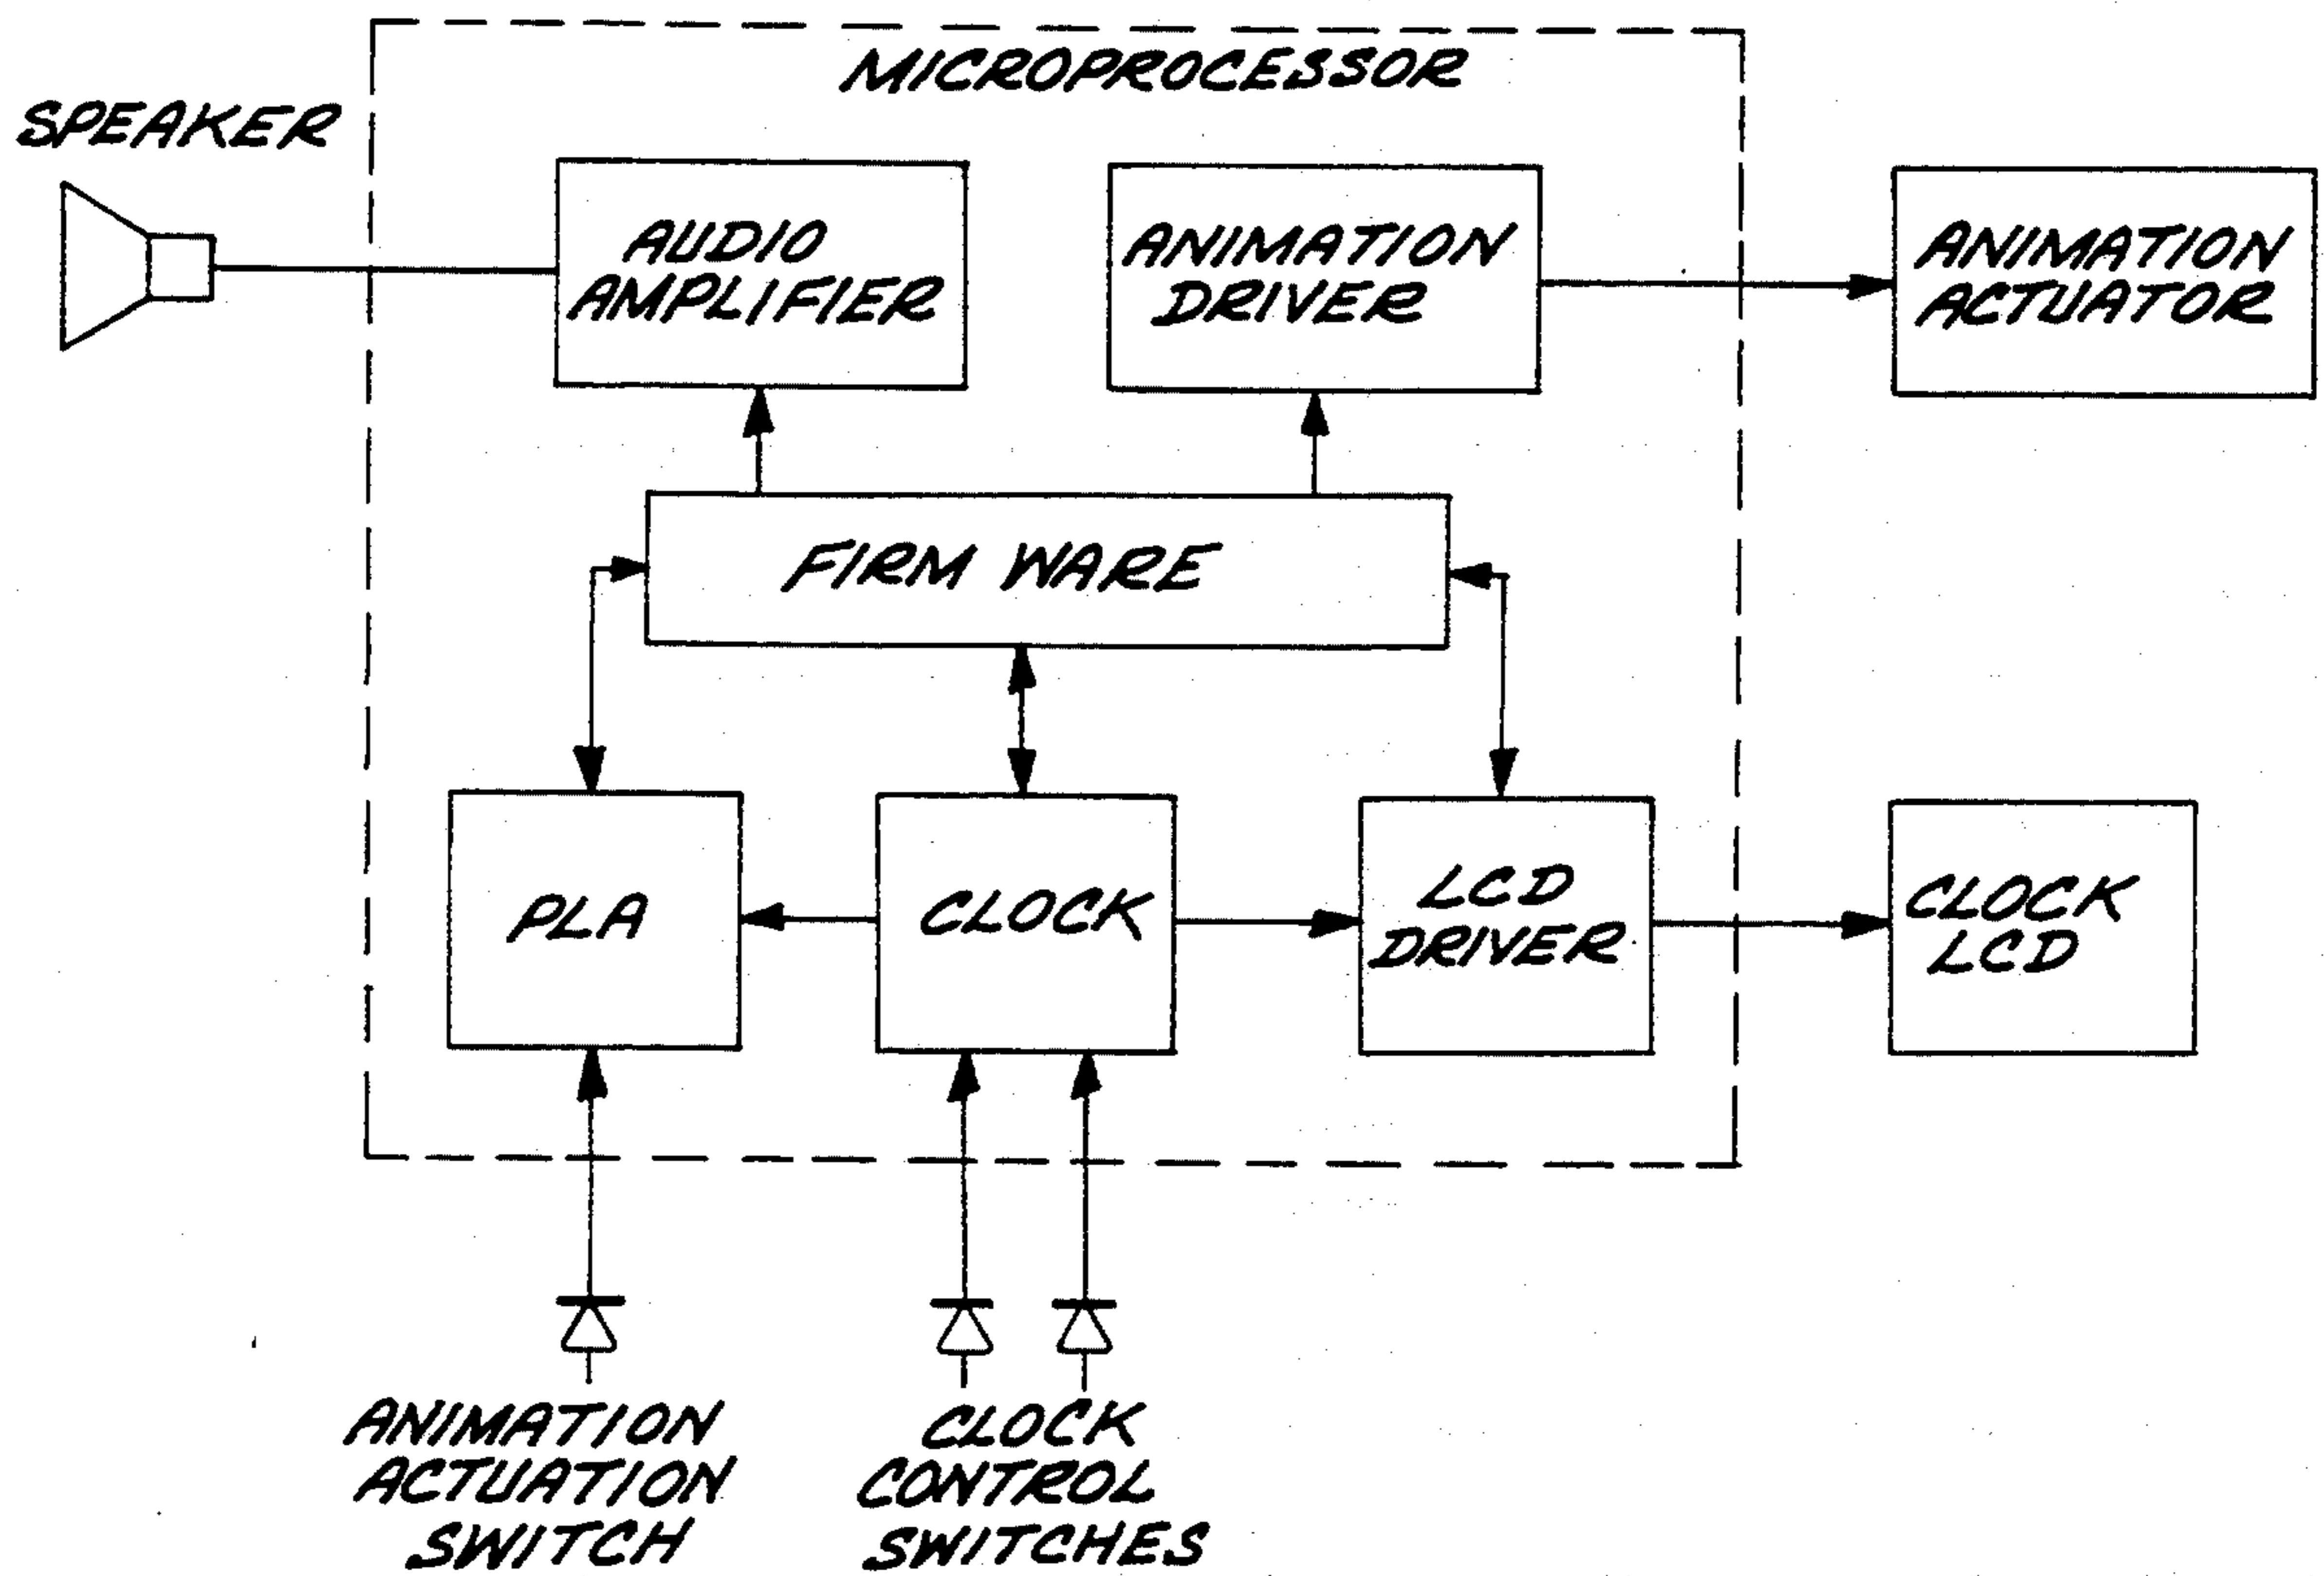 MICROPROCESSOR
SPEAKER
AUDIO
AMPLIFIER
ANIMATION
DRIVER
ANIMATION
ACTUATOR
FIRM WARE
PLA
CLOCK
LCD
DRIVER
CLOCK
LCD
ANIMATION
ACTUATION
SWITCH
CLOCK
CONTROL
SWITCHES